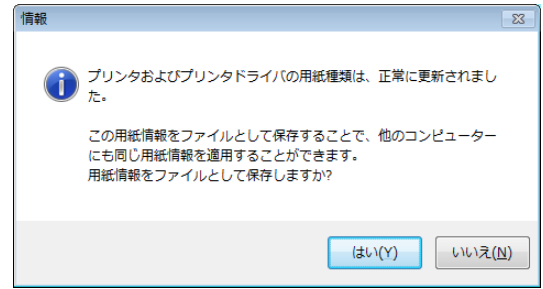 情報
プリンタおよびプリンタドライバの用紙種類は、正常に更新されまし
た。
この用紙情報をファイルとして保存することで、他のコンピューター
にも同じ用紙情報を適用することができます。
用紙情報をファイルとして保存しますか?
はい(Y)
いいえ(N)